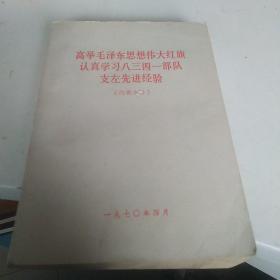 高举毛泽东思想伟大红旗
认真学习八三四一部队
支左先进经验
一九七〇年四月